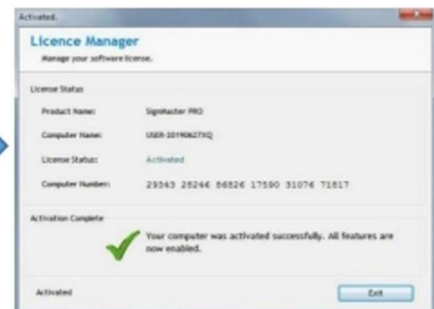 Activated.
Licence Manager
Manage your software license.
License Status
Product Name: SignMaster PRO
Computer Name: USER-20190627XQ
License Status: Activated
Computer Number: 29343 28246 86826 17590 31076 71817
Activation Complete
Your computer was activated successfully. All features are
now enabled.
Activated
Exit